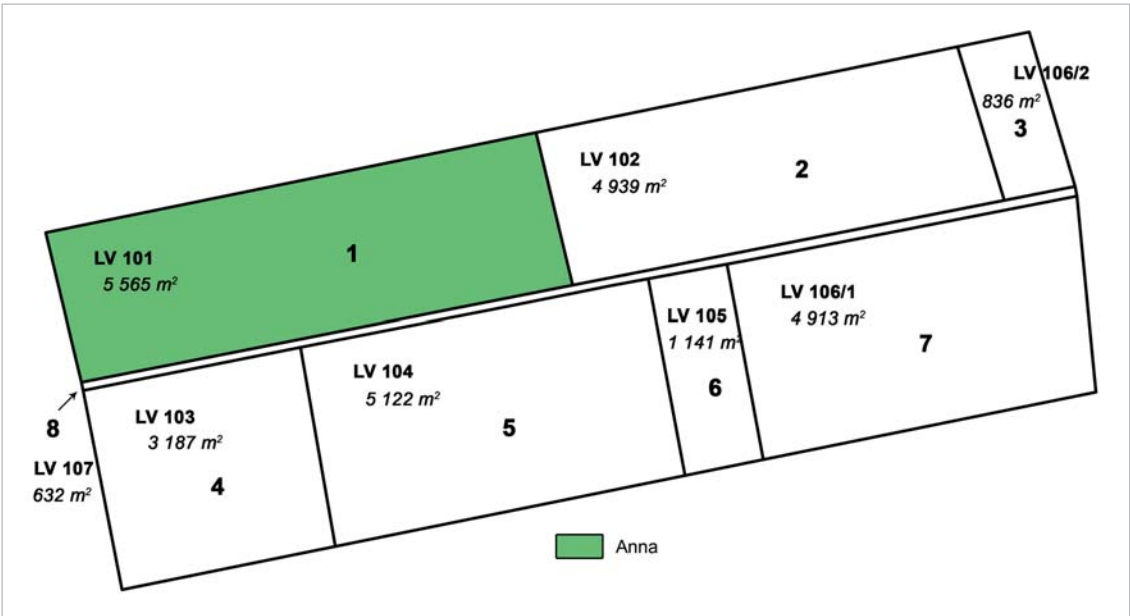 LV 106/2
836 m²
3
LV 102
4 939 m²
2
LV 101
5 565 m²
1
LV 106/1
4 913 m²
7
LV 105
1 141 m²
6
LV 104
5 122 m²
5
LV 103
3 187 m²
4
8
LV 107
632 m²
Anna